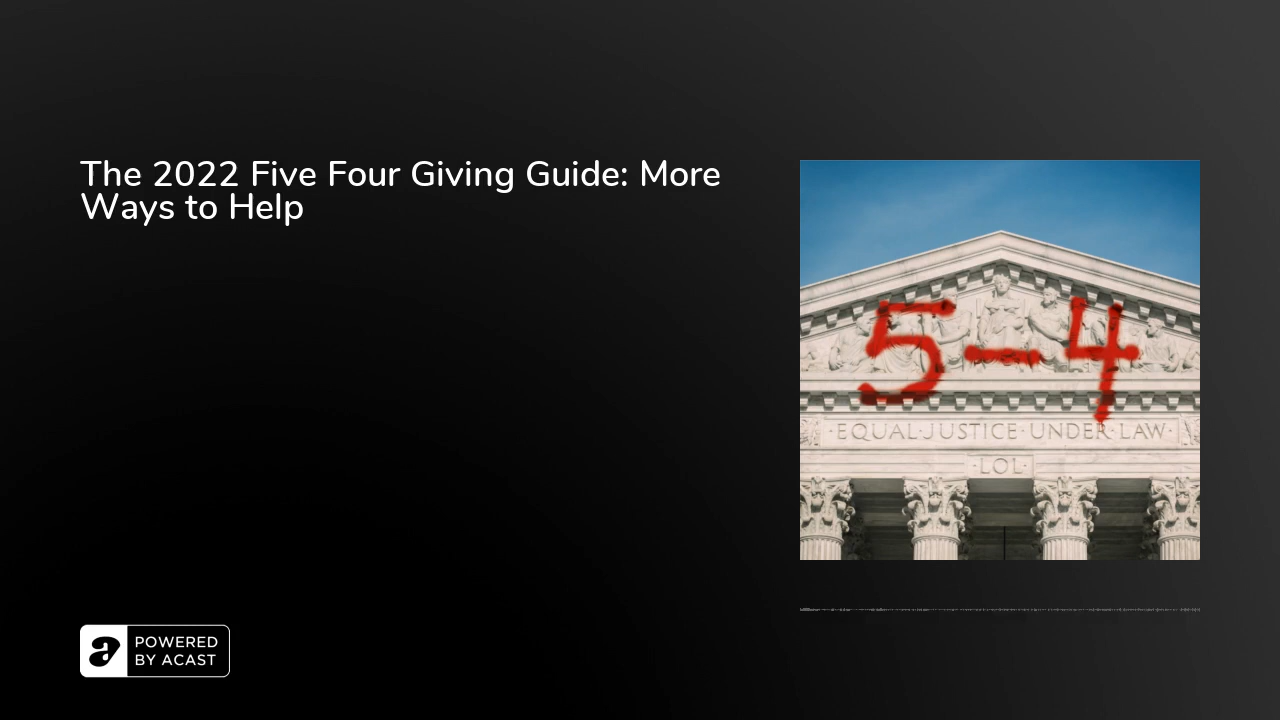 The 2022 Five Four Giving Guide: More
Ways to Help
5-4
·EQUAL·JUSTICE·UNDER·LAW·
·LOL·
POWERED
BY ACAST